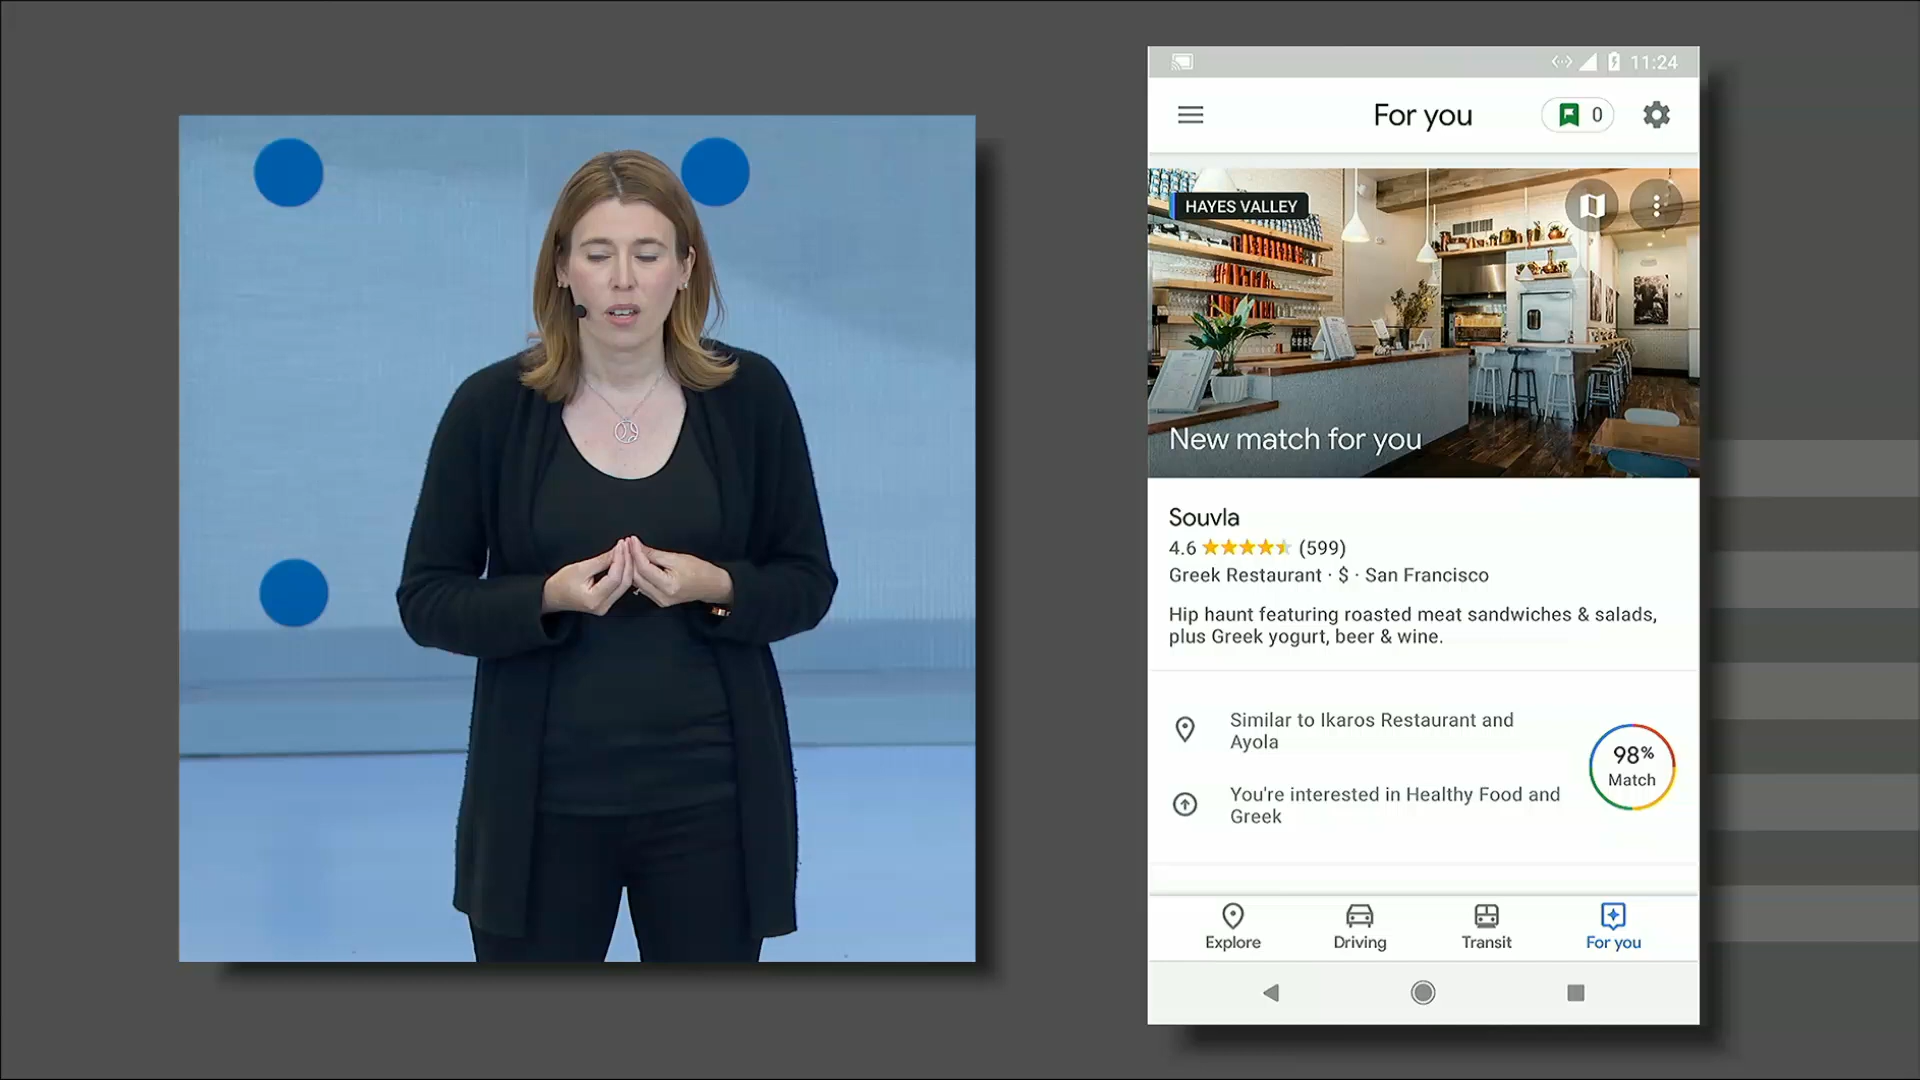 11:24
For you
0
HAYES VALLEY
New match for you
Souvla
4.6 (599)
Greek Restaurant · $ · San Francisco
Hip haunt featuring roasted meat sandwiches & salads,
plus Greek yogurt, beer & wine.
Similar to Ikaros Restaurant and
Ayola
98%
Match
You're interested in Healthy Food and
Greek
Explore
Driving
Transit
For you